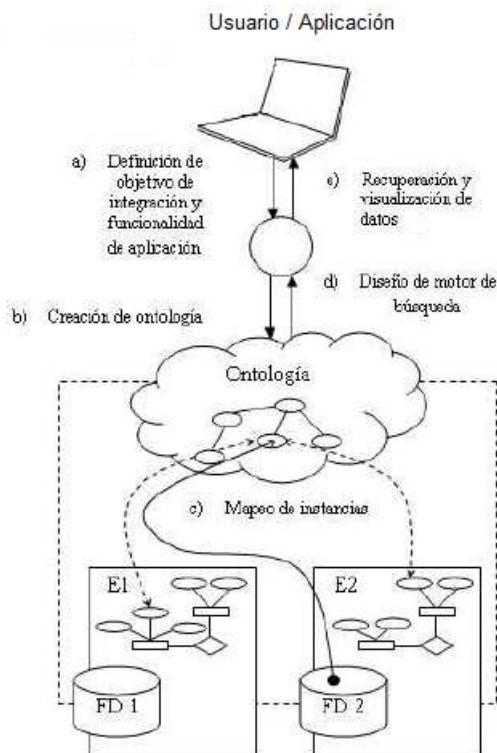 Usuario / Aplicación
a) Definición de
objetivo de
integración y
funcionalidad
de aplicación
e) Recuperación y
visualización de
datos
d) Diseño de motor de
búsqueda
b) Creación de ontología
Ontología
c) Mapeo de instancias
E1
E2
FD 1
FD 2